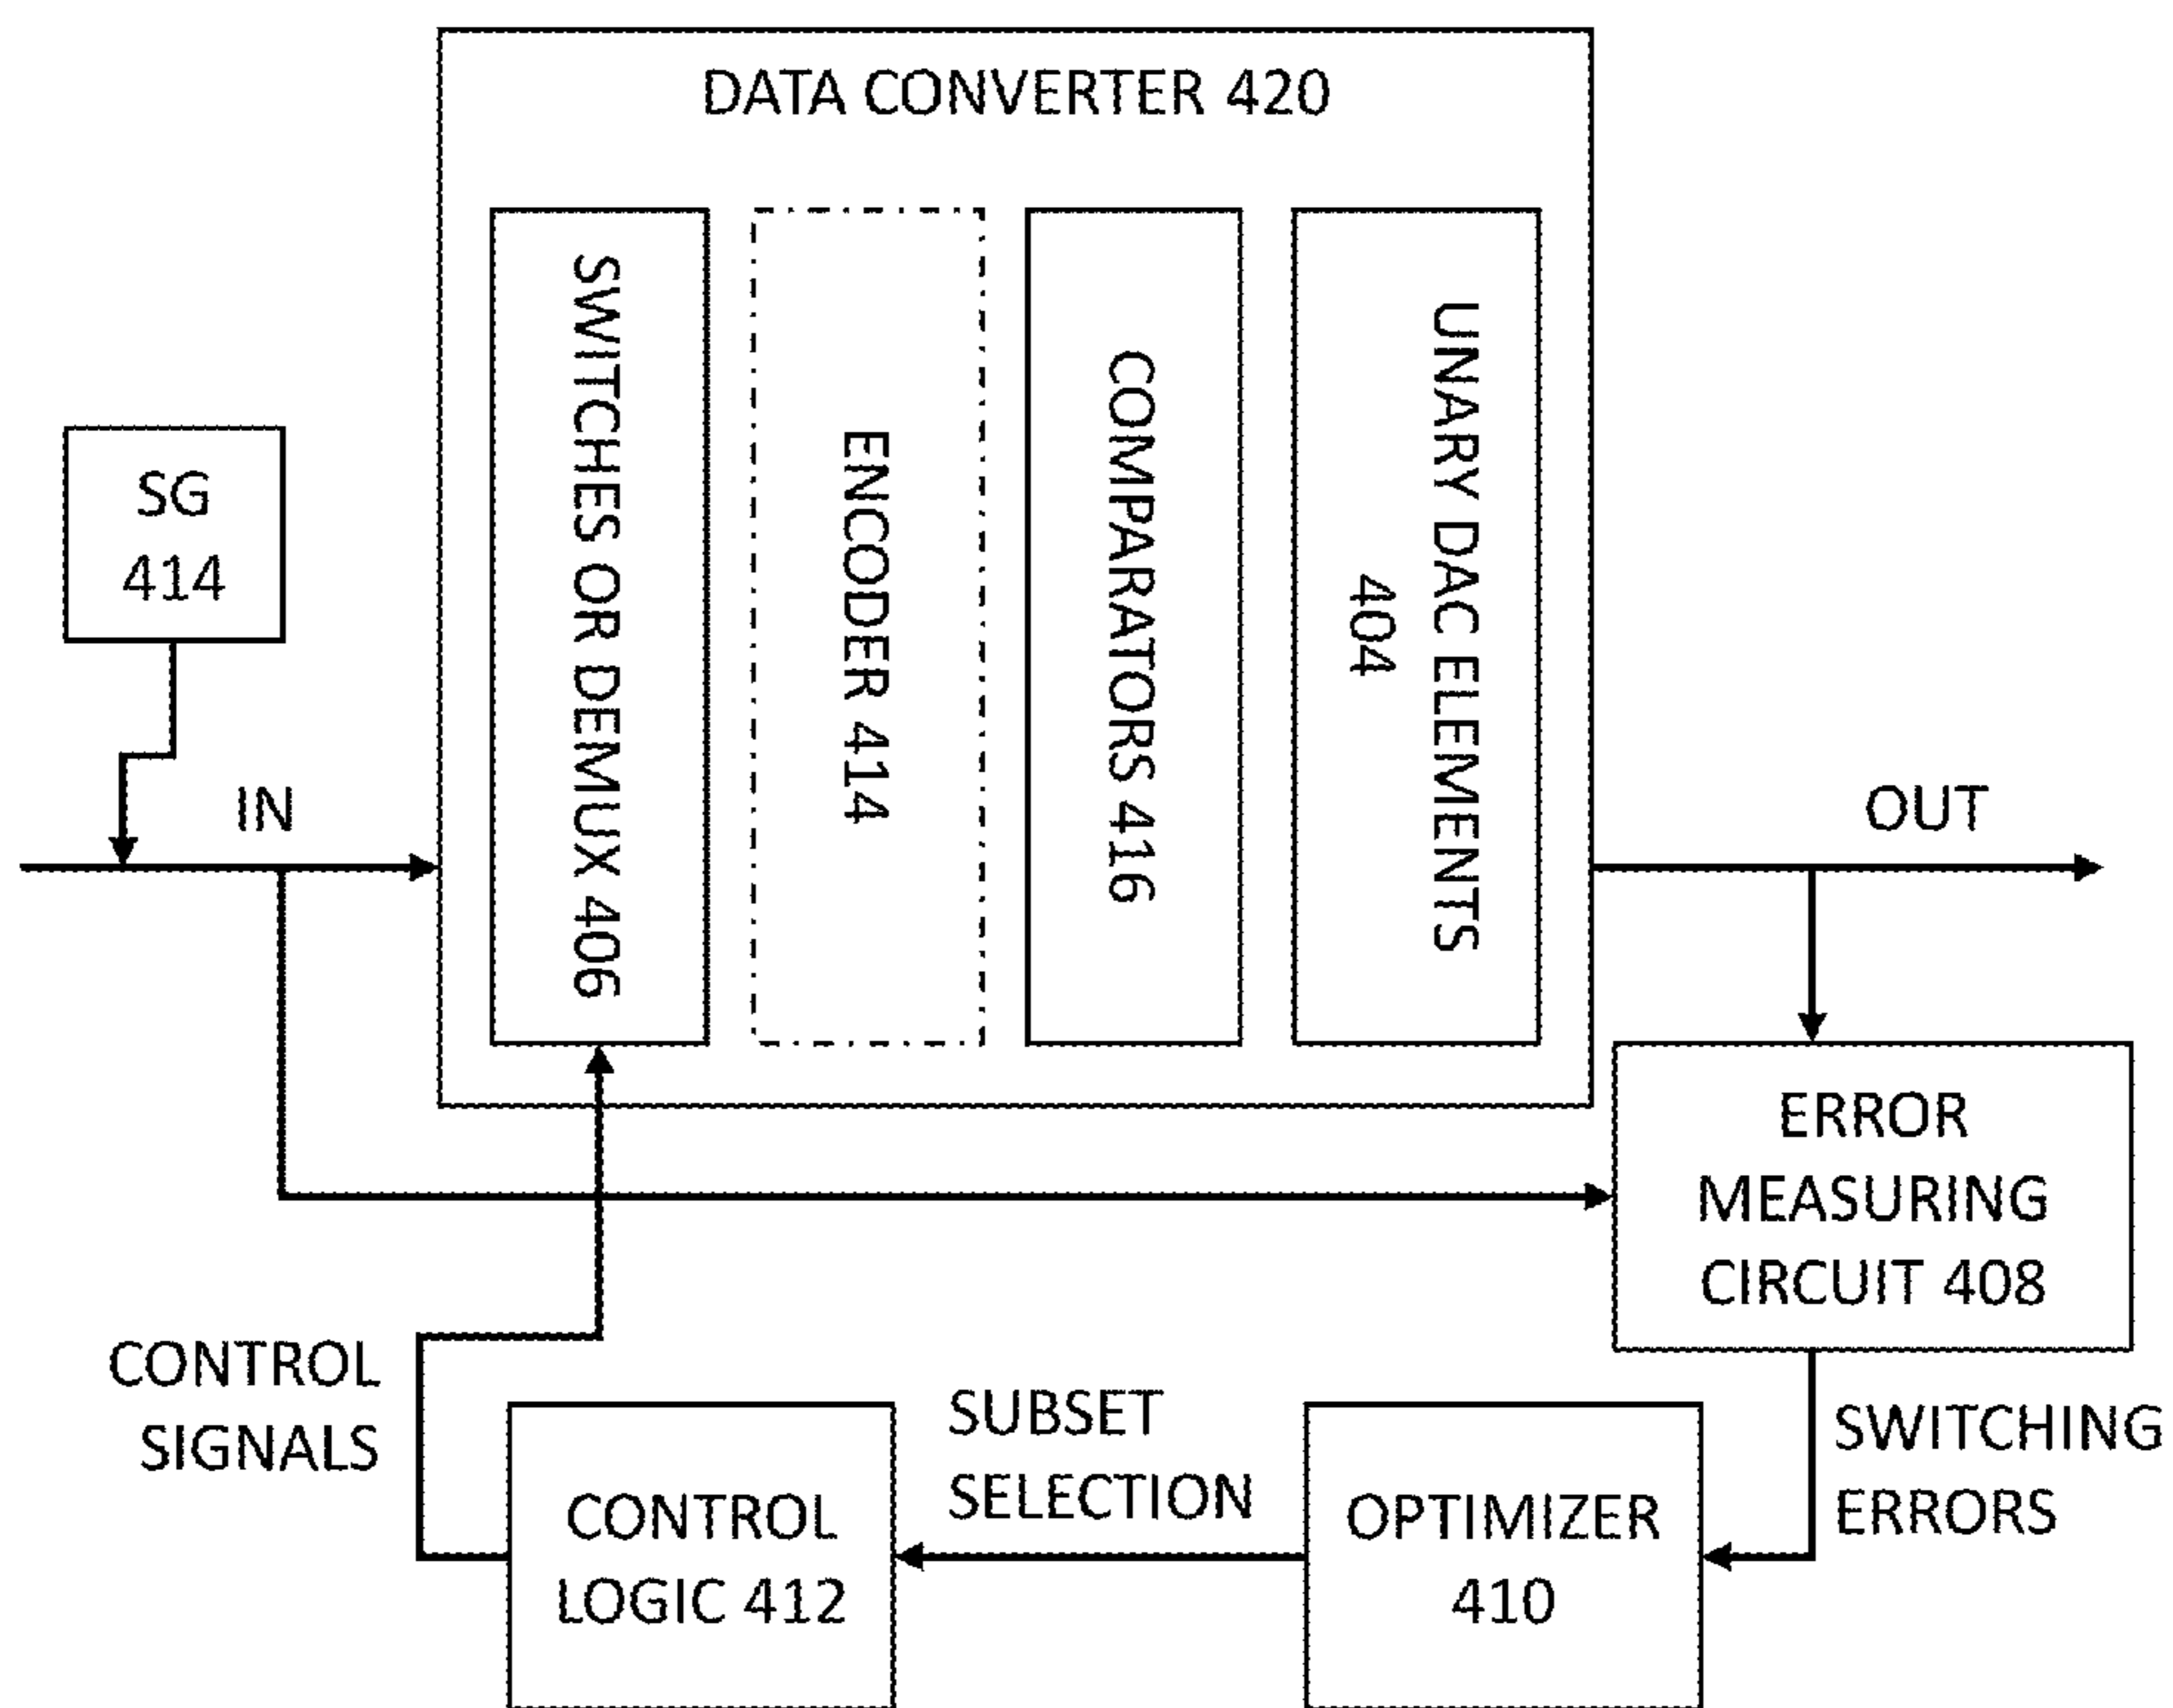 DATA CONVERTER 420
SWITCHES OR DEMUX 406
ENCODER 414
COMPARATORS 416
UNARY DAC ELEMENTS
404
SG
414
IN
OUT
ERROR
MEASURING
CIRCUIT 408
CONTROL
SIGNALS
CONTROL
LOGIC 412
SUBSET
SELECTION
OPTIMIZER
410
SWITCHING
ERRORS